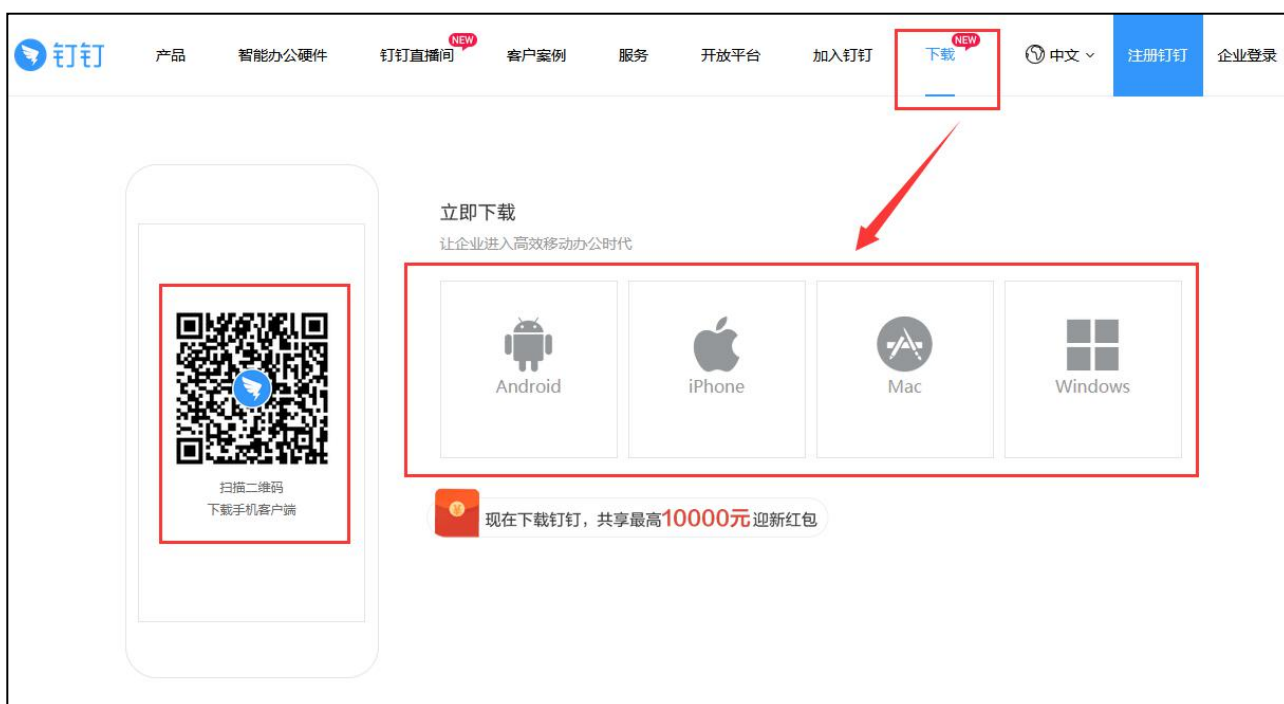 钉钉 产品 智能办公硬件 钉钉直播间 NEW 客户案例 服务 开放平台 加入钉钉 下载 NEW 中文 注册钉钉 企业登录
立即下载
让企业进入高效移动办公时代
Android iPhone Mac Windows
扫描二维码
下载手机客户端
¥ 现在下载钉钉，共享最高10000元迎新红包